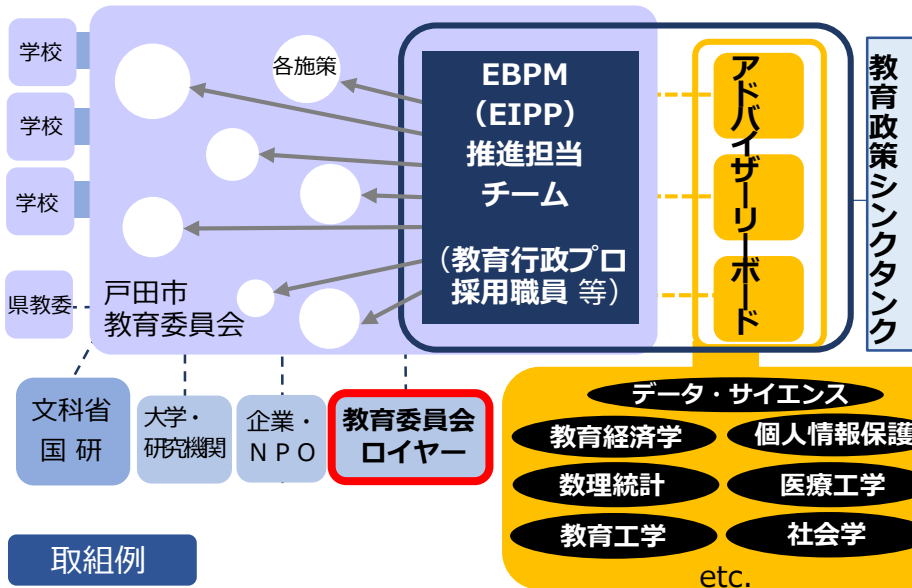 学校
学校
学校
県教委
各施策
戸田市
教育委員会
EBPM
（EIPP）
推進担当
チーム
（教育行政プロ
採用職員 等）
アドバイザーリーボード
教育政策シンクタンク
文科省
国 研
大学・
研究機関
企業・
ＮＰＯ
教育委員会
ロイヤー
データ・サイエンス
教育経済学
個人情報保護
数理統計
医療工学
教育工学
社会学
etc.
取組例